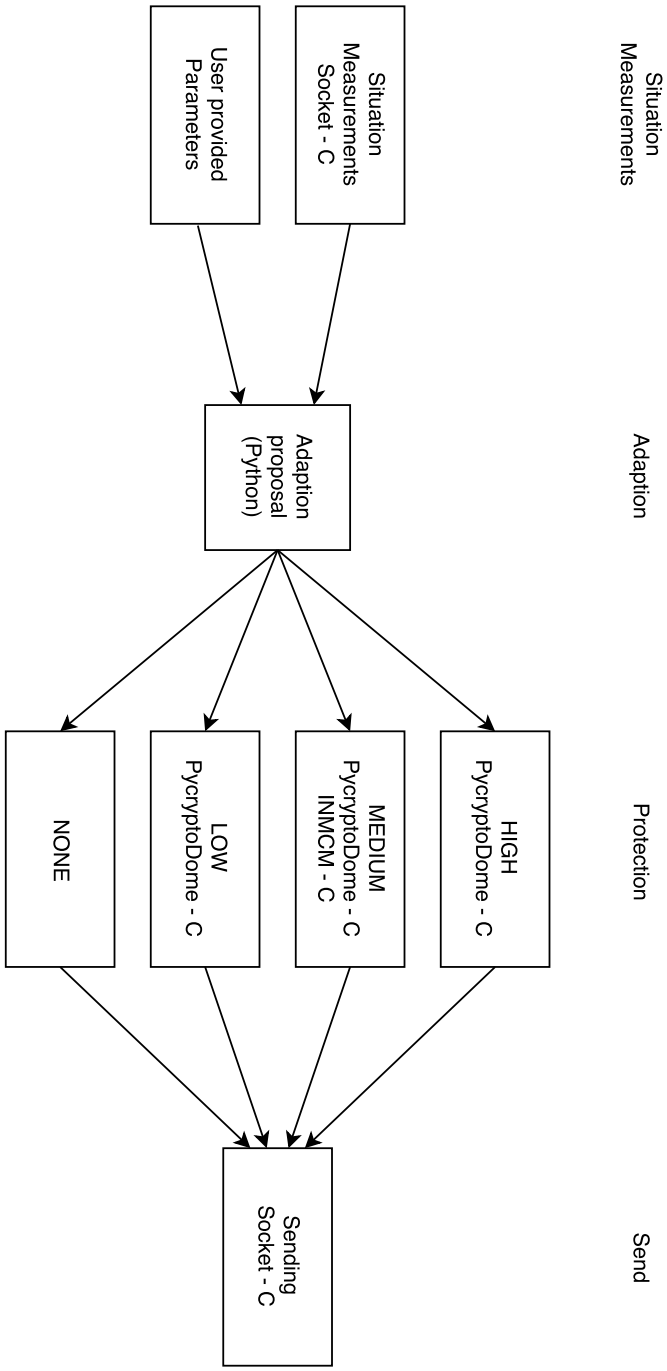 Situation
Measurements
Adaption
Protection
Send
Situation
Measurements
Socket - C
User provided
Parameters
Adaption
proposal
(Python)
HIGH
PycryptoDome - C
MEDIUM
PycryptoDome - C
INMCM - C
LOW
PycryptoDome - C
NONE
Sending
Socket - C